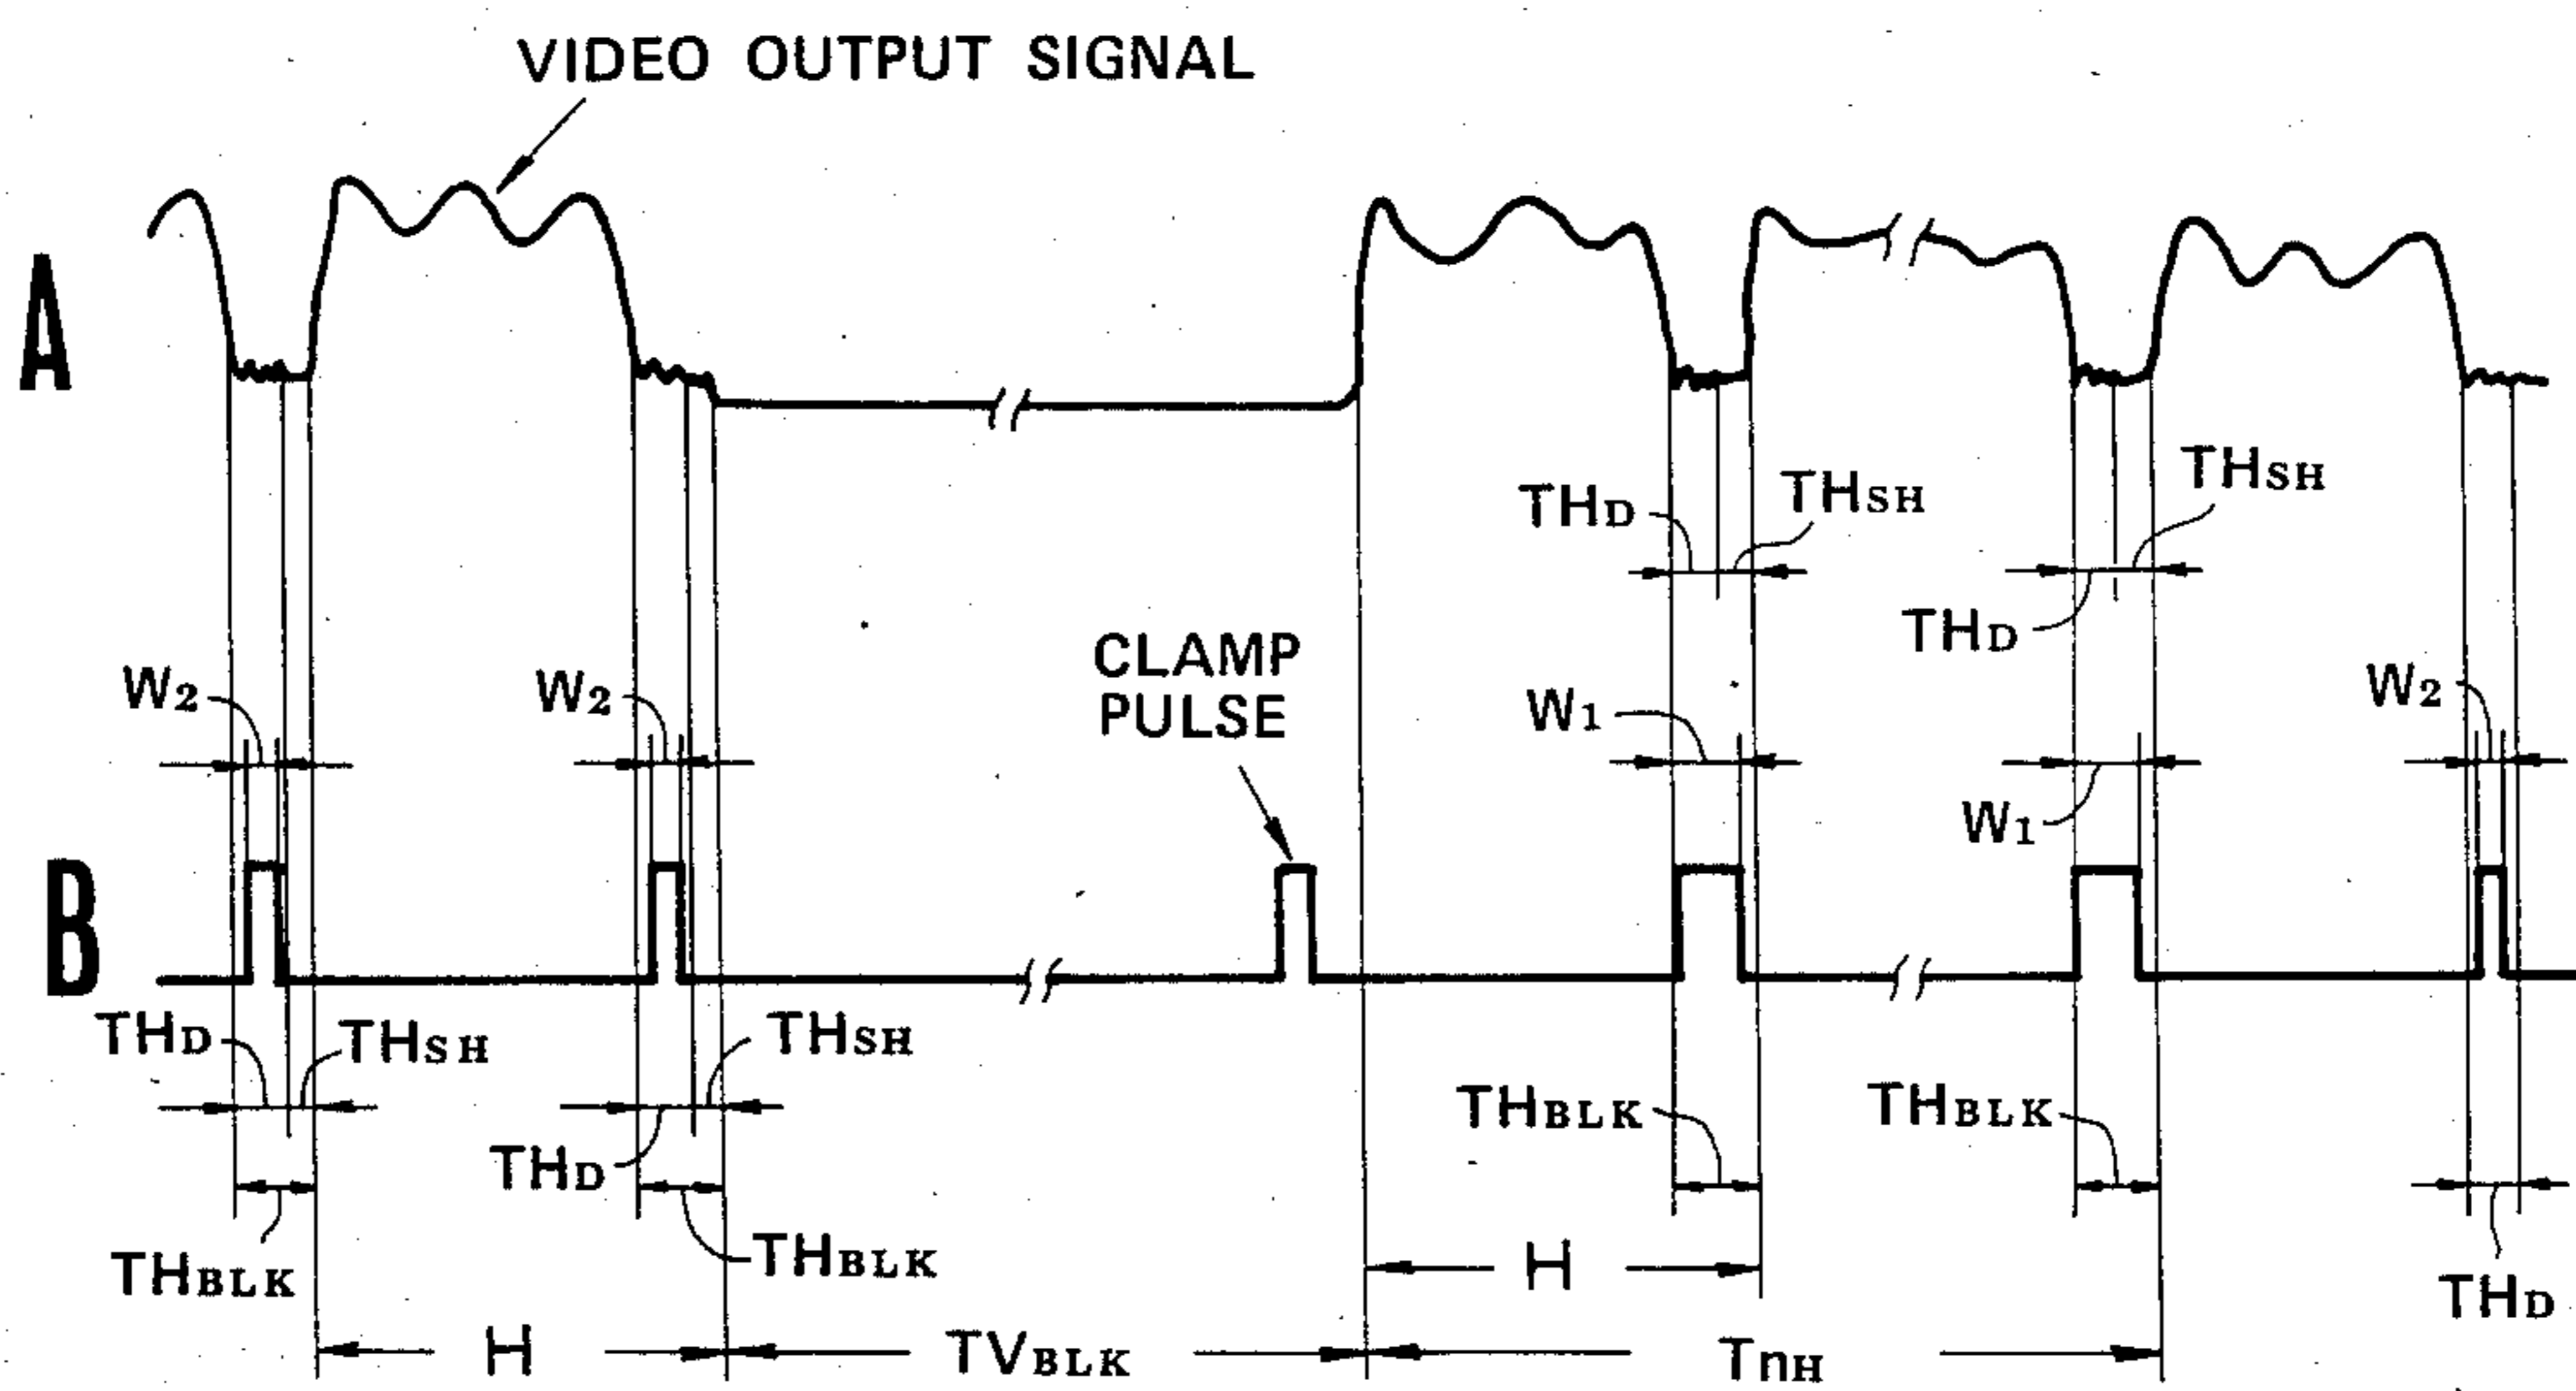 VIDEO OUTPUT SIGNAL
A
THD
THSH
THSH
THD
CLAMP
PULSE
W2
W2
W1
W1
W2
B
THD
THSH
THD
THSH
THBLK
THBLK
THBLK
THBLK
THD
H
H
TVBLK
TnH